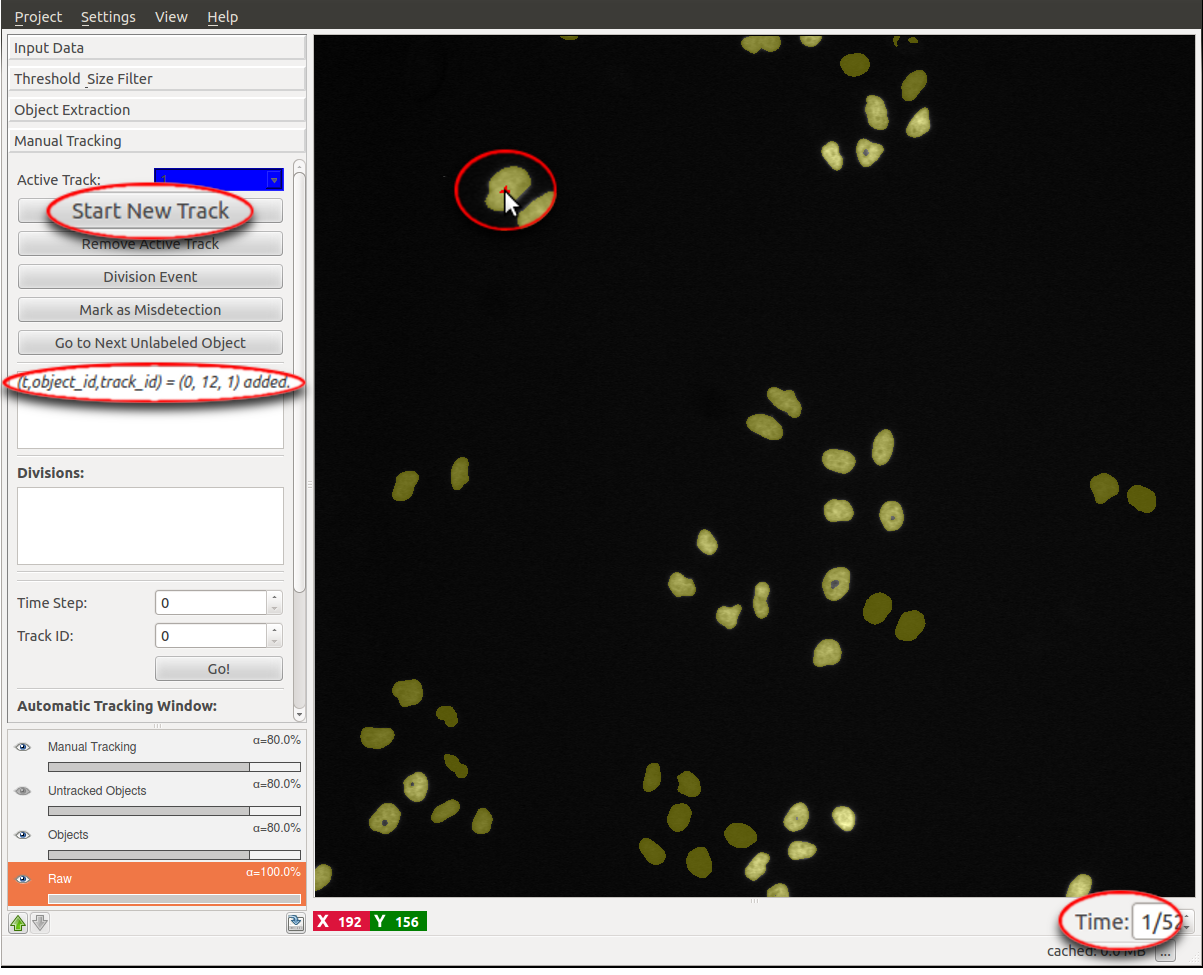 Project Settings View Help
Input Data
Threshold_Size Filter
Object Extraction
Manual Tracking
Active Track: 1
Start New Track
Remove Active Track
Division Event
Mark as Misdetection
Go to Next Unlabeled Object
(t,object_id,track_id) = (0, 12, 1) added.
Divisions:
Time Step: 0
Track ID: 0
Go!
Automatic Tracking Window:
Manual Tracking α=80.0%
Untracked Objects α=80.0%
Objects α=80.0%
Raw α=100.0%
X 192 Y 156
Time: 1/52
cached: 0.0 MB ...